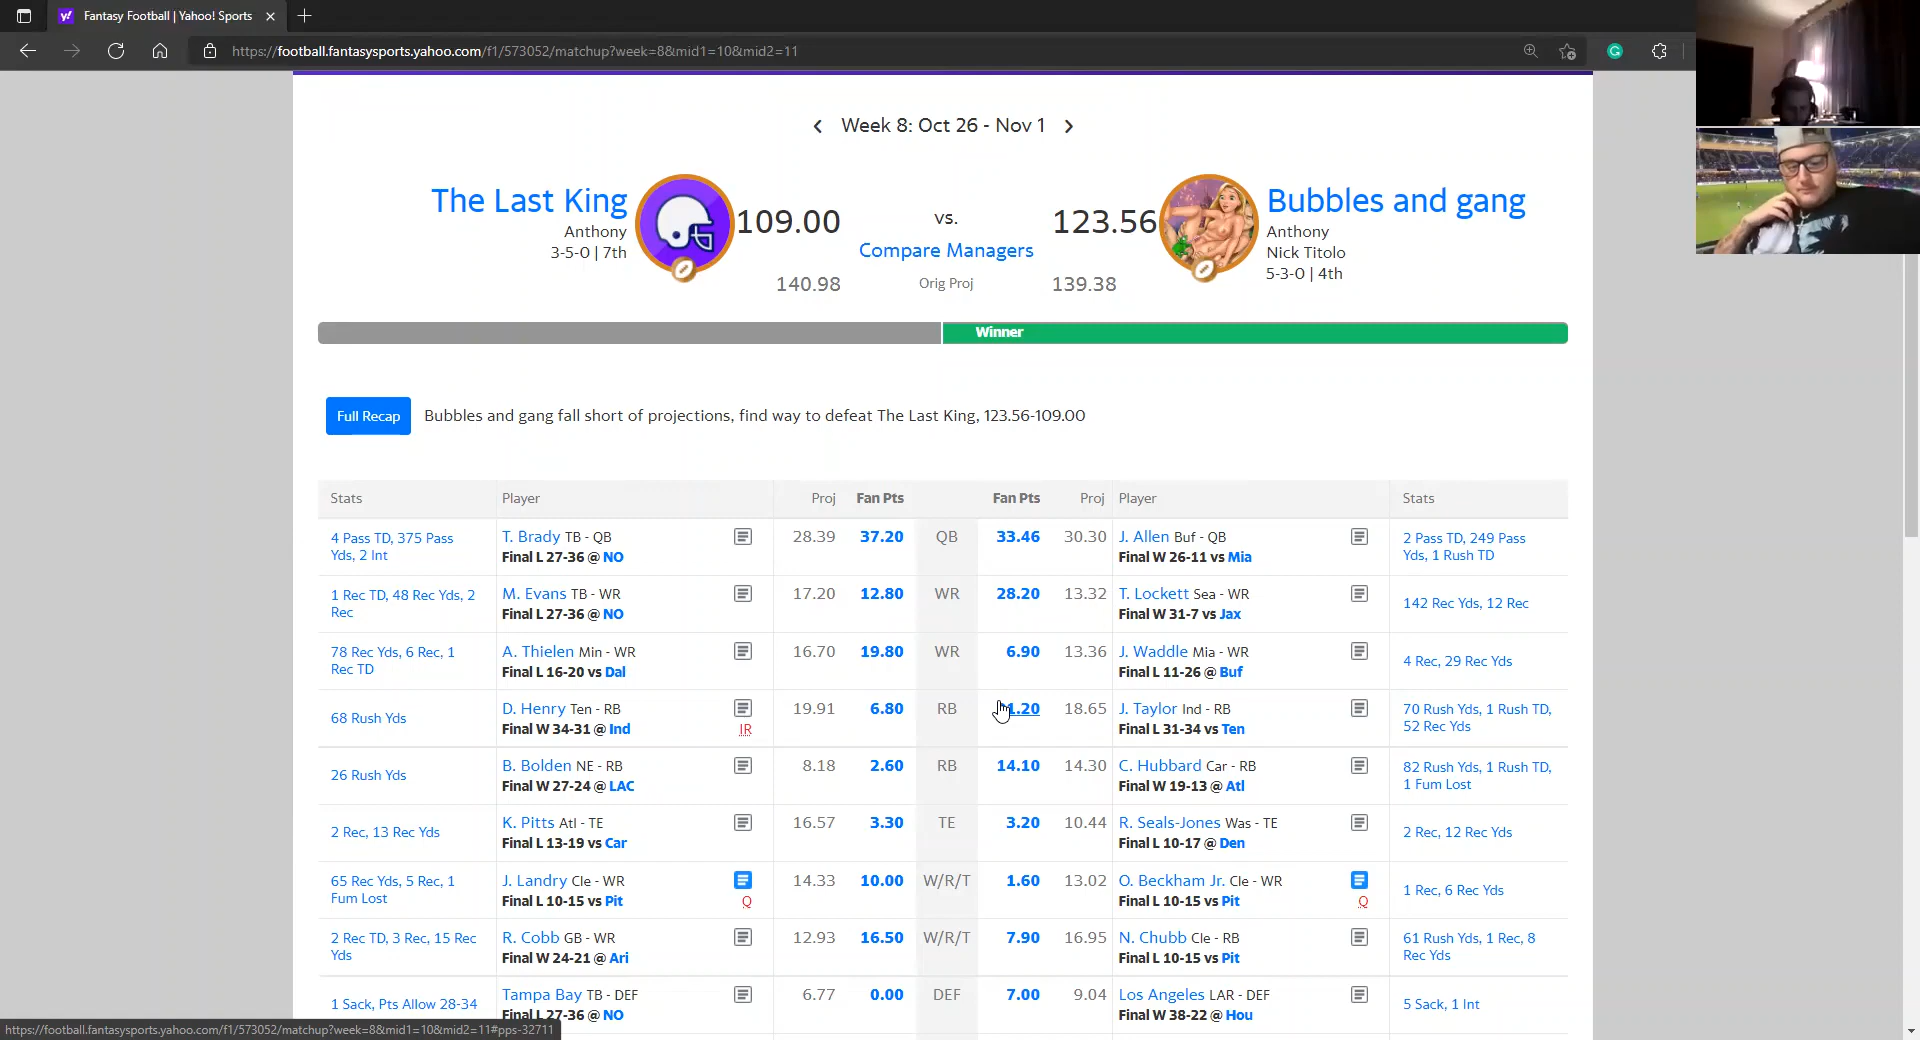 Fantasy Football | Yahoo! Sports
https://football.fantasysports.yahoo.com/f1/573052/matchup?week=8&mid1=10&mid2=11
Week 8: Oct 26 - Nov 1
The Last King
Anthony
3-5-0 | 7th
109.00
140.98
vs.
Compare Managers
Orig Proj
123.56
139.38
Bubbles and gang
Anthony
Nick Titolo
5-3-0 | 4th
Winner
Full Recap
Bubbles and gang fall short of projections, find way to defeat The Last King, 123.56-109.00
Stats Player Proj Fan Pts Fan Pts Proj Player Stats
4 Pass TD, 375 Pass
Yds, 2 Int
T. Brady TB - QB
Final L 27-36 @ NO
28.39 37.20 QB 33.46 30.30
J. Allen Buf - QB
Final W 26-11 vs Mia
2 Pass TD, 249 Pass
Yds, 1 Rush TD
1 Rec TD, 48 Rec Yds, 2
Rec
M. Evans TB - WR
Final L 27-36 @ NO
17.20 12.80 WR 28.20 13.32
T. Lockett Sea - WR
Final W 31-7 vs Jax
142 Rec Yds, 12 Rec
78 Rec Yds, 6 Rec, 1
Rec TD
A. Thielen Min - WR
Final L 16-20 vs Dal
16.70 19.80 WR 6.90 13.36
J. Waddle Mia - WR
Final L 11-26 @ Buf
4 Rec, 29 Rec Yds
68 Rush Yds
D. Henry Ten - RB
Final W 34-31 @ Ind
IR
19.91 6.80 RB 1.20 18.65
J. Taylor Ind - RB
Final L 31-34 vs Ten
70 Rush Yds, 1 Rush TD,
52 Rec Yds
26 Rush Yds
B. Bolden NE - RB
Final W 27-24 @ LAC
8.18 2.60 RB 14.10 14.30
C. Hubbard Car - RB
Final W 19-13 @ Atl
82 Rush Yds, 1 Rush TD,
1 Fum Lost
2 Rec, 13 Rec Yds
K. Pitts Atl - TE
Final L 13-19 vs Car
16.57 3.30 TE 3.20 10.44
R. Seals-Jones Was - TE
Final L 10-17 @ Den
2 Rec, 12 Rec Yds
65 Rec Yds, 5 Rec, 1
Fum Lost
J. Landry Cle - WR
Final L 10-15 vs Pit
Q
14.33 10.00 W/R/T 1.60 13.02
O. Beckham Jr. Cle - WR
Final L 10-15 vs Pit
Q
1 Rec, 6 Rec Yds
2 Rec TD, 3 Rec, 15 Rec
Yds
R. Cobb GB - WR
Final W 24-21 @ Ari
12.93 16.50 W/R/T 7.90 16.95
N. Chubb Cle - RB
Final L 10-15 vs Pit
61 Rush Yds, 1 Rec, 8
Rec Yds
1 Sack, Pts Allow 28-34
Tampa Bay TB - DEF
Final L 27-36 @ NO
6.77 0.00 DEF 7.00 9.04
Los Angeles LAR - DEF
Final W 38-22 @ Hou
5 Sack, 1 Int
https://football.fantasysports.yahoo.com/f1/573052/matchup?week=8&mid1=10&mid2=11#pps-32711